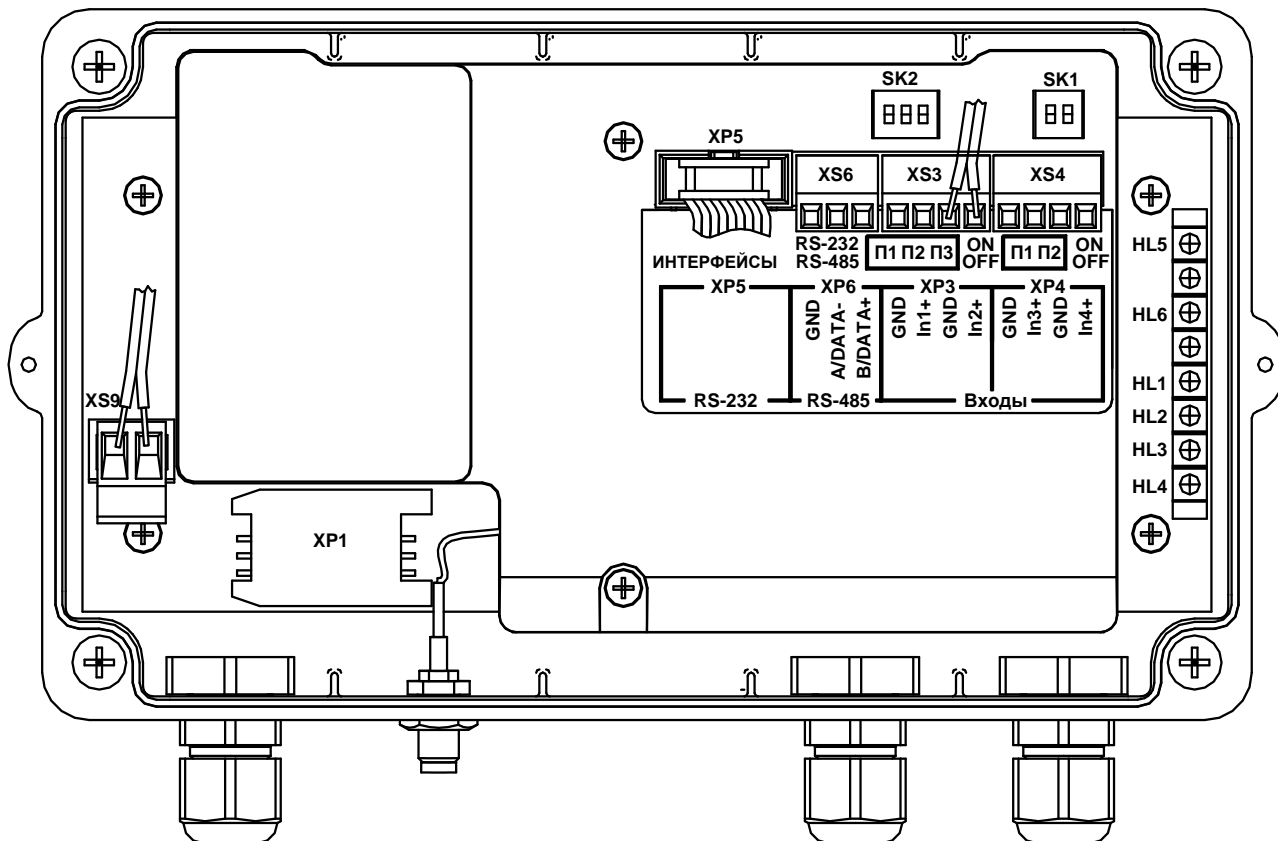 SK2
SK1
XP5
XS6
XS3
XS4
RS-232
RS-485
П1 П2 П3
ON
OFF
П1 П2
ON
OFF
ИНТЕРФЕЙСЫ
XP5
XP6
XP3
XP4
GND
A/DATA-
B/DATA+
GND
In1+
GND
In2+
GND
In3+
GND
In4+
RS-232
RS-485
Входы
HL5
HL6
HL1
HL2
HL3
HL4
XS9
XP1